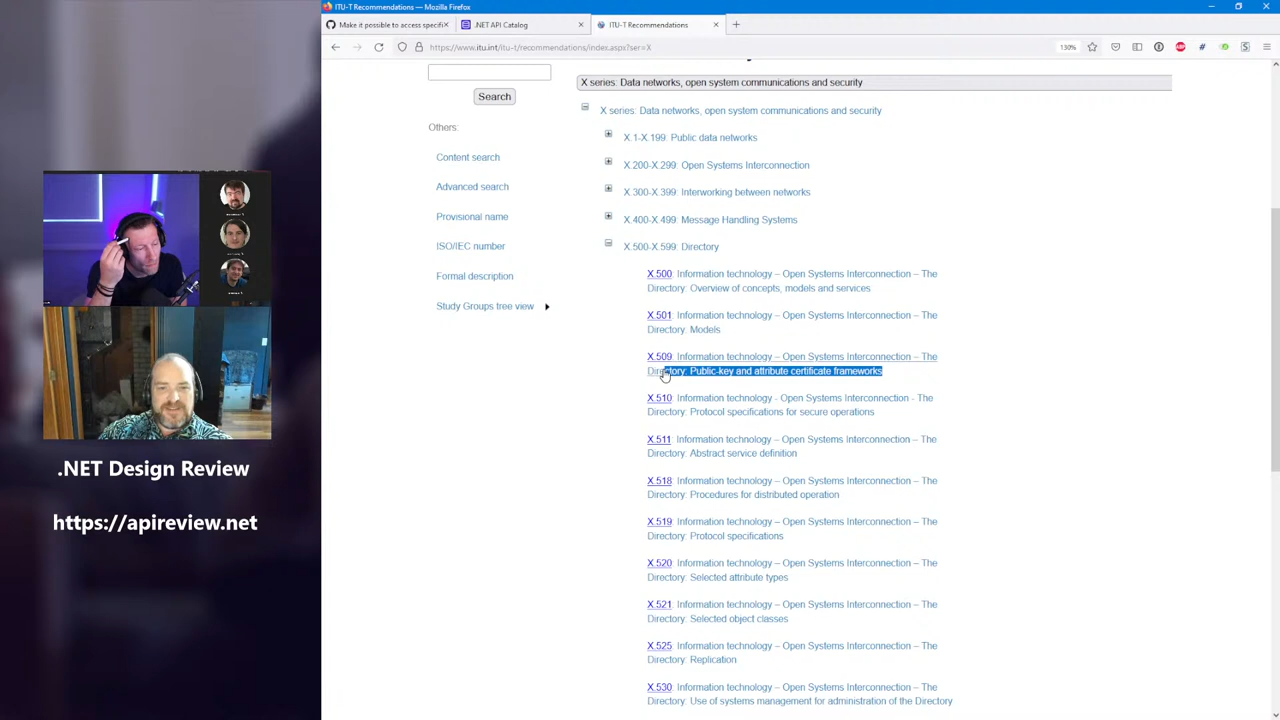 ITU-T Recommendations — Mozilla Firefox
Make it possible to access specifi
.NET API Catalog
ITU-T Recommendations
https://www.itu.int/itu-t/recommendations/index.aspx?ser=X
130%
X series: Data networks, open system communications and security
Search
X series: Data networks, open system communications and security
Others:
X.1-X.199: Public data networks
Content search
X.200-X.299: Open Systems Interconnection
Advanced search
X.300-X.399: Interworking between networks
Provisional name
X.400-X.499: Message Handling Systems
ISO/IEC number
X.500-X.599: Directory
Formal description
X.500: Information technology – Open Systems Interconnection – The
Directory: Overview of concepts, models and services
Study Groups tree view
X.501: Information technology – Open Systems Interconnection – The
Directory: Models
X.509: Information technology – Open Systems Interconnection – The
Directory: Public-key and attribute certificate frameworks
X.510: Information technology - Open Systems Interconnection - The
Directory: Protocol specifications for secure operations
X.511: Information technology – Open Systems Interconnection – The
Directory: Abstract service definition
X.518: Information technology – Open Systems Interconnection – The
Directory: Procedures for distributed operation
X.519: Information technology – Open Systems Interconnection – The
Directory: Protocol specifications
X.520: Information technology – Open Systems Interconnection – The
Directory: Selected attribute types
X.521: Information technology – Open Systems Interconnection – The
Directory: Selected object classes
X.525: Information technology – Open Systems Interconnection – The
Directory: Replication
X.530: Information technology – Open Systems Interconnection – The
Directory: Use of systems management for administration of the Directory
.NET Design Review
https://apireview.net